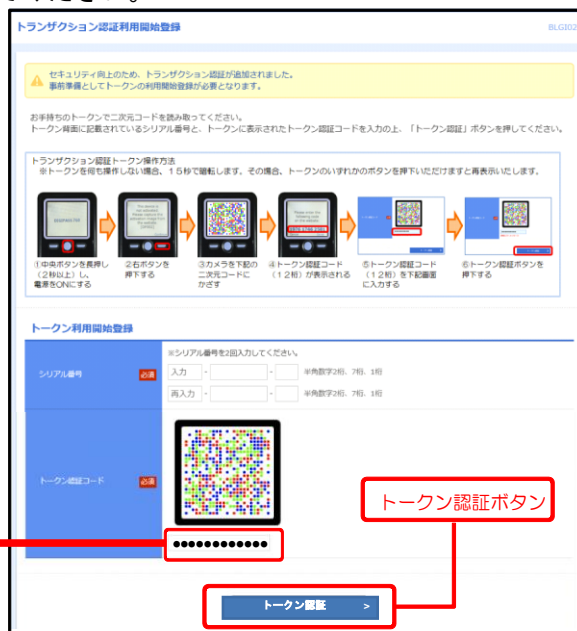 ください。
トランザクション認証利用開始登録
BLGI02
セキュリティ向上のため、トランザクション認証が追加されました。
事前準備としてトークンの利用開始登録が必要となります。
お手持ちのトークンで二次元コードを読み取ってください。
トークン背面に記載されているシリアル番号と、トークンに表示されたトークン認証コードを入力の上、「トークン認証」ボタンを押してください。
トランザクション認証トークン操作方法
※トークンを何も操作しない場合、15秒で離転します。その場合、トークンのいずれかのボタンを押下いただけますと再表示いたします。
①中央ボタンを長押し
(2秒以上)し、
電源をONにする
②右ボタンを
押下する
③カメラを下記の
二次元コードに
かざす
④トークン認証コード
(12桁)が表示される
⑤トークン認証コード
(12桁)を下記画面
に入力する
⑥トークン認証ボタンを
押下する
トークン利用開始登録
※シリアル番号を2回入力してください。
シリアル番号
必須
入力 - - 半角数字2桁、7桁、1桁
再入力 - - 半角数字2桁、7桁、1桁
トークン認証コード
必須
●●●●●●●●●●●●
トークン認証ボタン
トークン認証 >